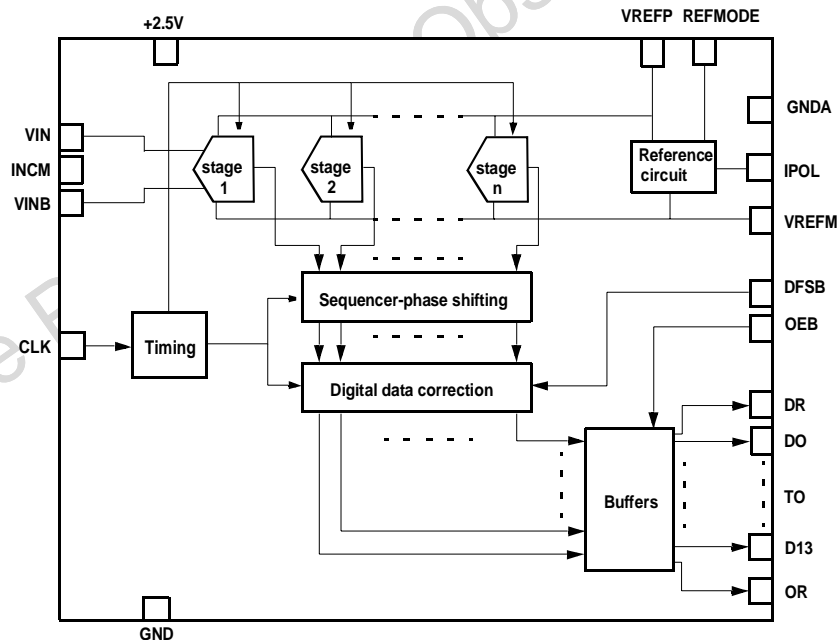 +2.5V
VREFP REFMODE
Obs
GNDA
VIN
INCM
VINB
stage
1
stage
2
stage
n
Reference
circuit
IPOL
VREFM
Sequencer-phase shifting
DFSB
OEB
CLK
Timing
Digital data correction
DR
DO
Buffers
TO
D13
OR
GND